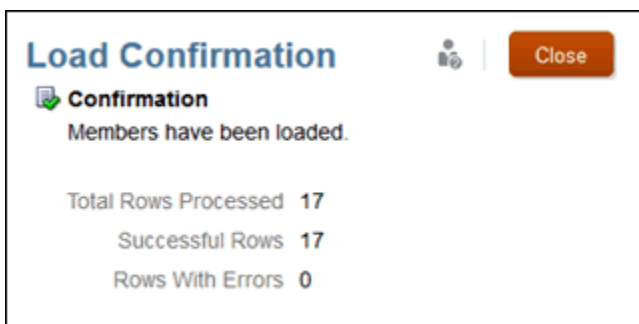 Load Confirmation
Close
Confirmation
Members have been loaded.
Total Rows Processed 17
Successful Rows 17
Rows With Errors 0